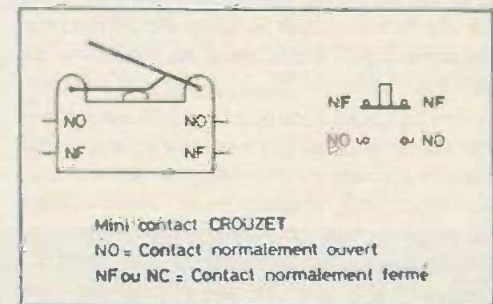 NF NF
NO NO
NO NO
NF NF
Mini contact CROUZET
NO = Contact normalement ouvert
NF ou NC = Contact normalement fermé